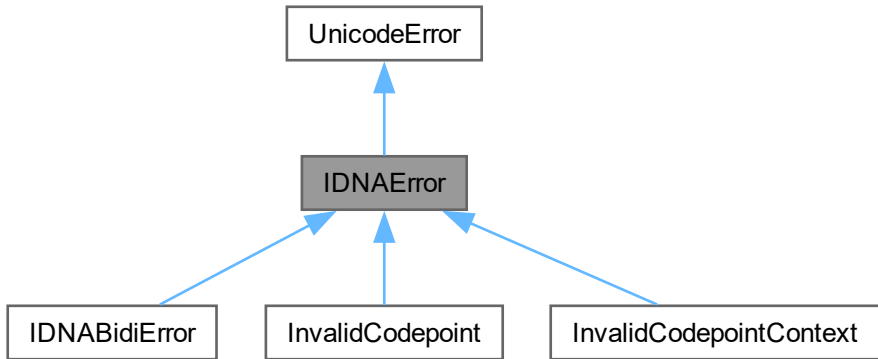 UnicodeError
IDNAError
IDNABidiError
InvalidCodepoint
InvalidCodepointContext